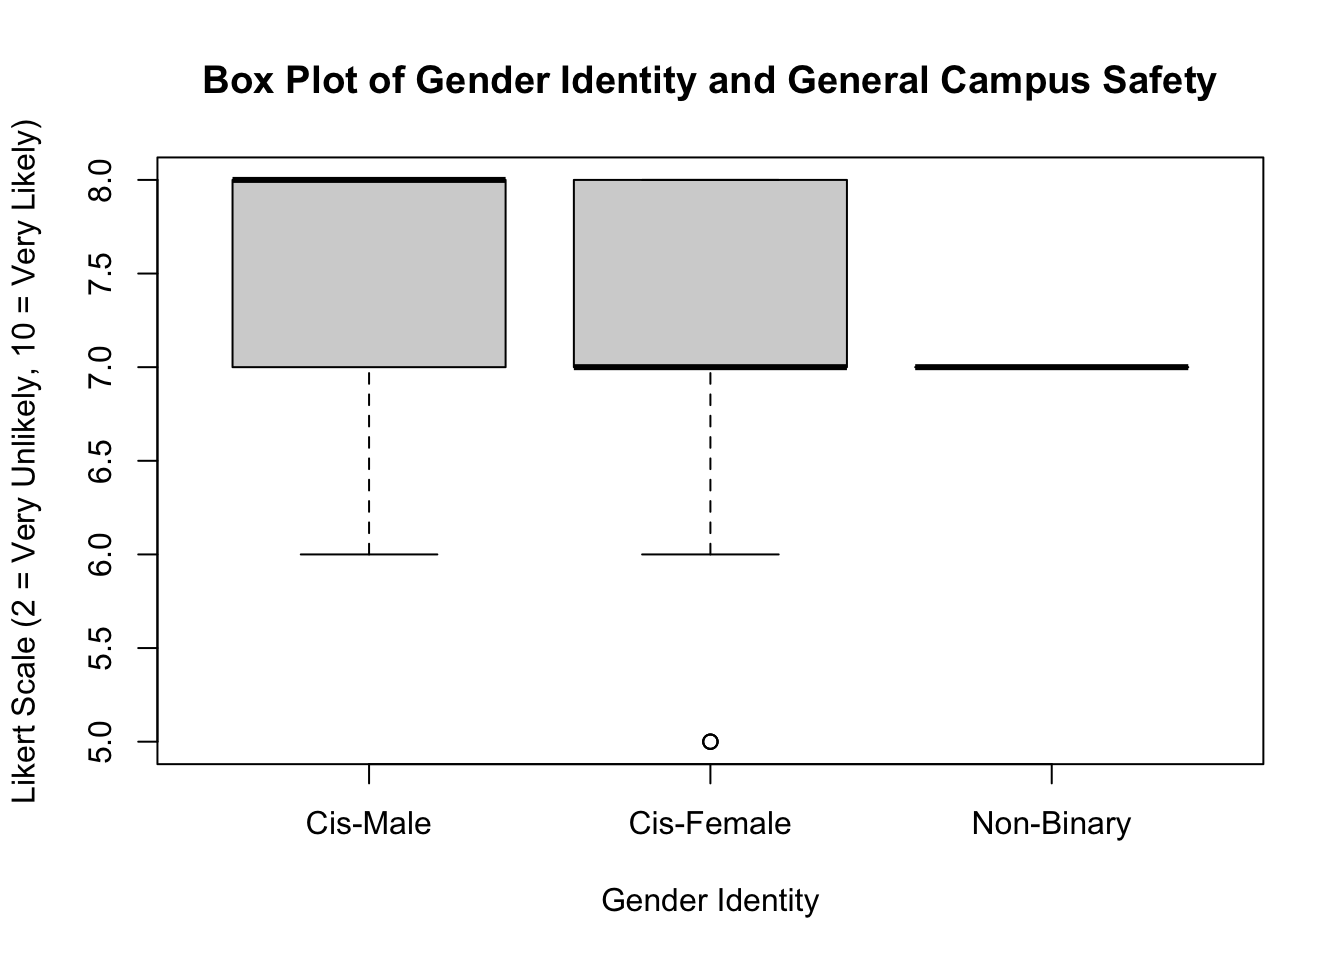 Box Plot of Gender Identity and General Campus Safety
Likert Scale (2 = Very Unlikely, 10 = Very Likely)
8.0
7.5
7.0
6.5
6.0
5.5
5.0
Cis-Male
Cis-Female
Non-Binary
Gender Identity